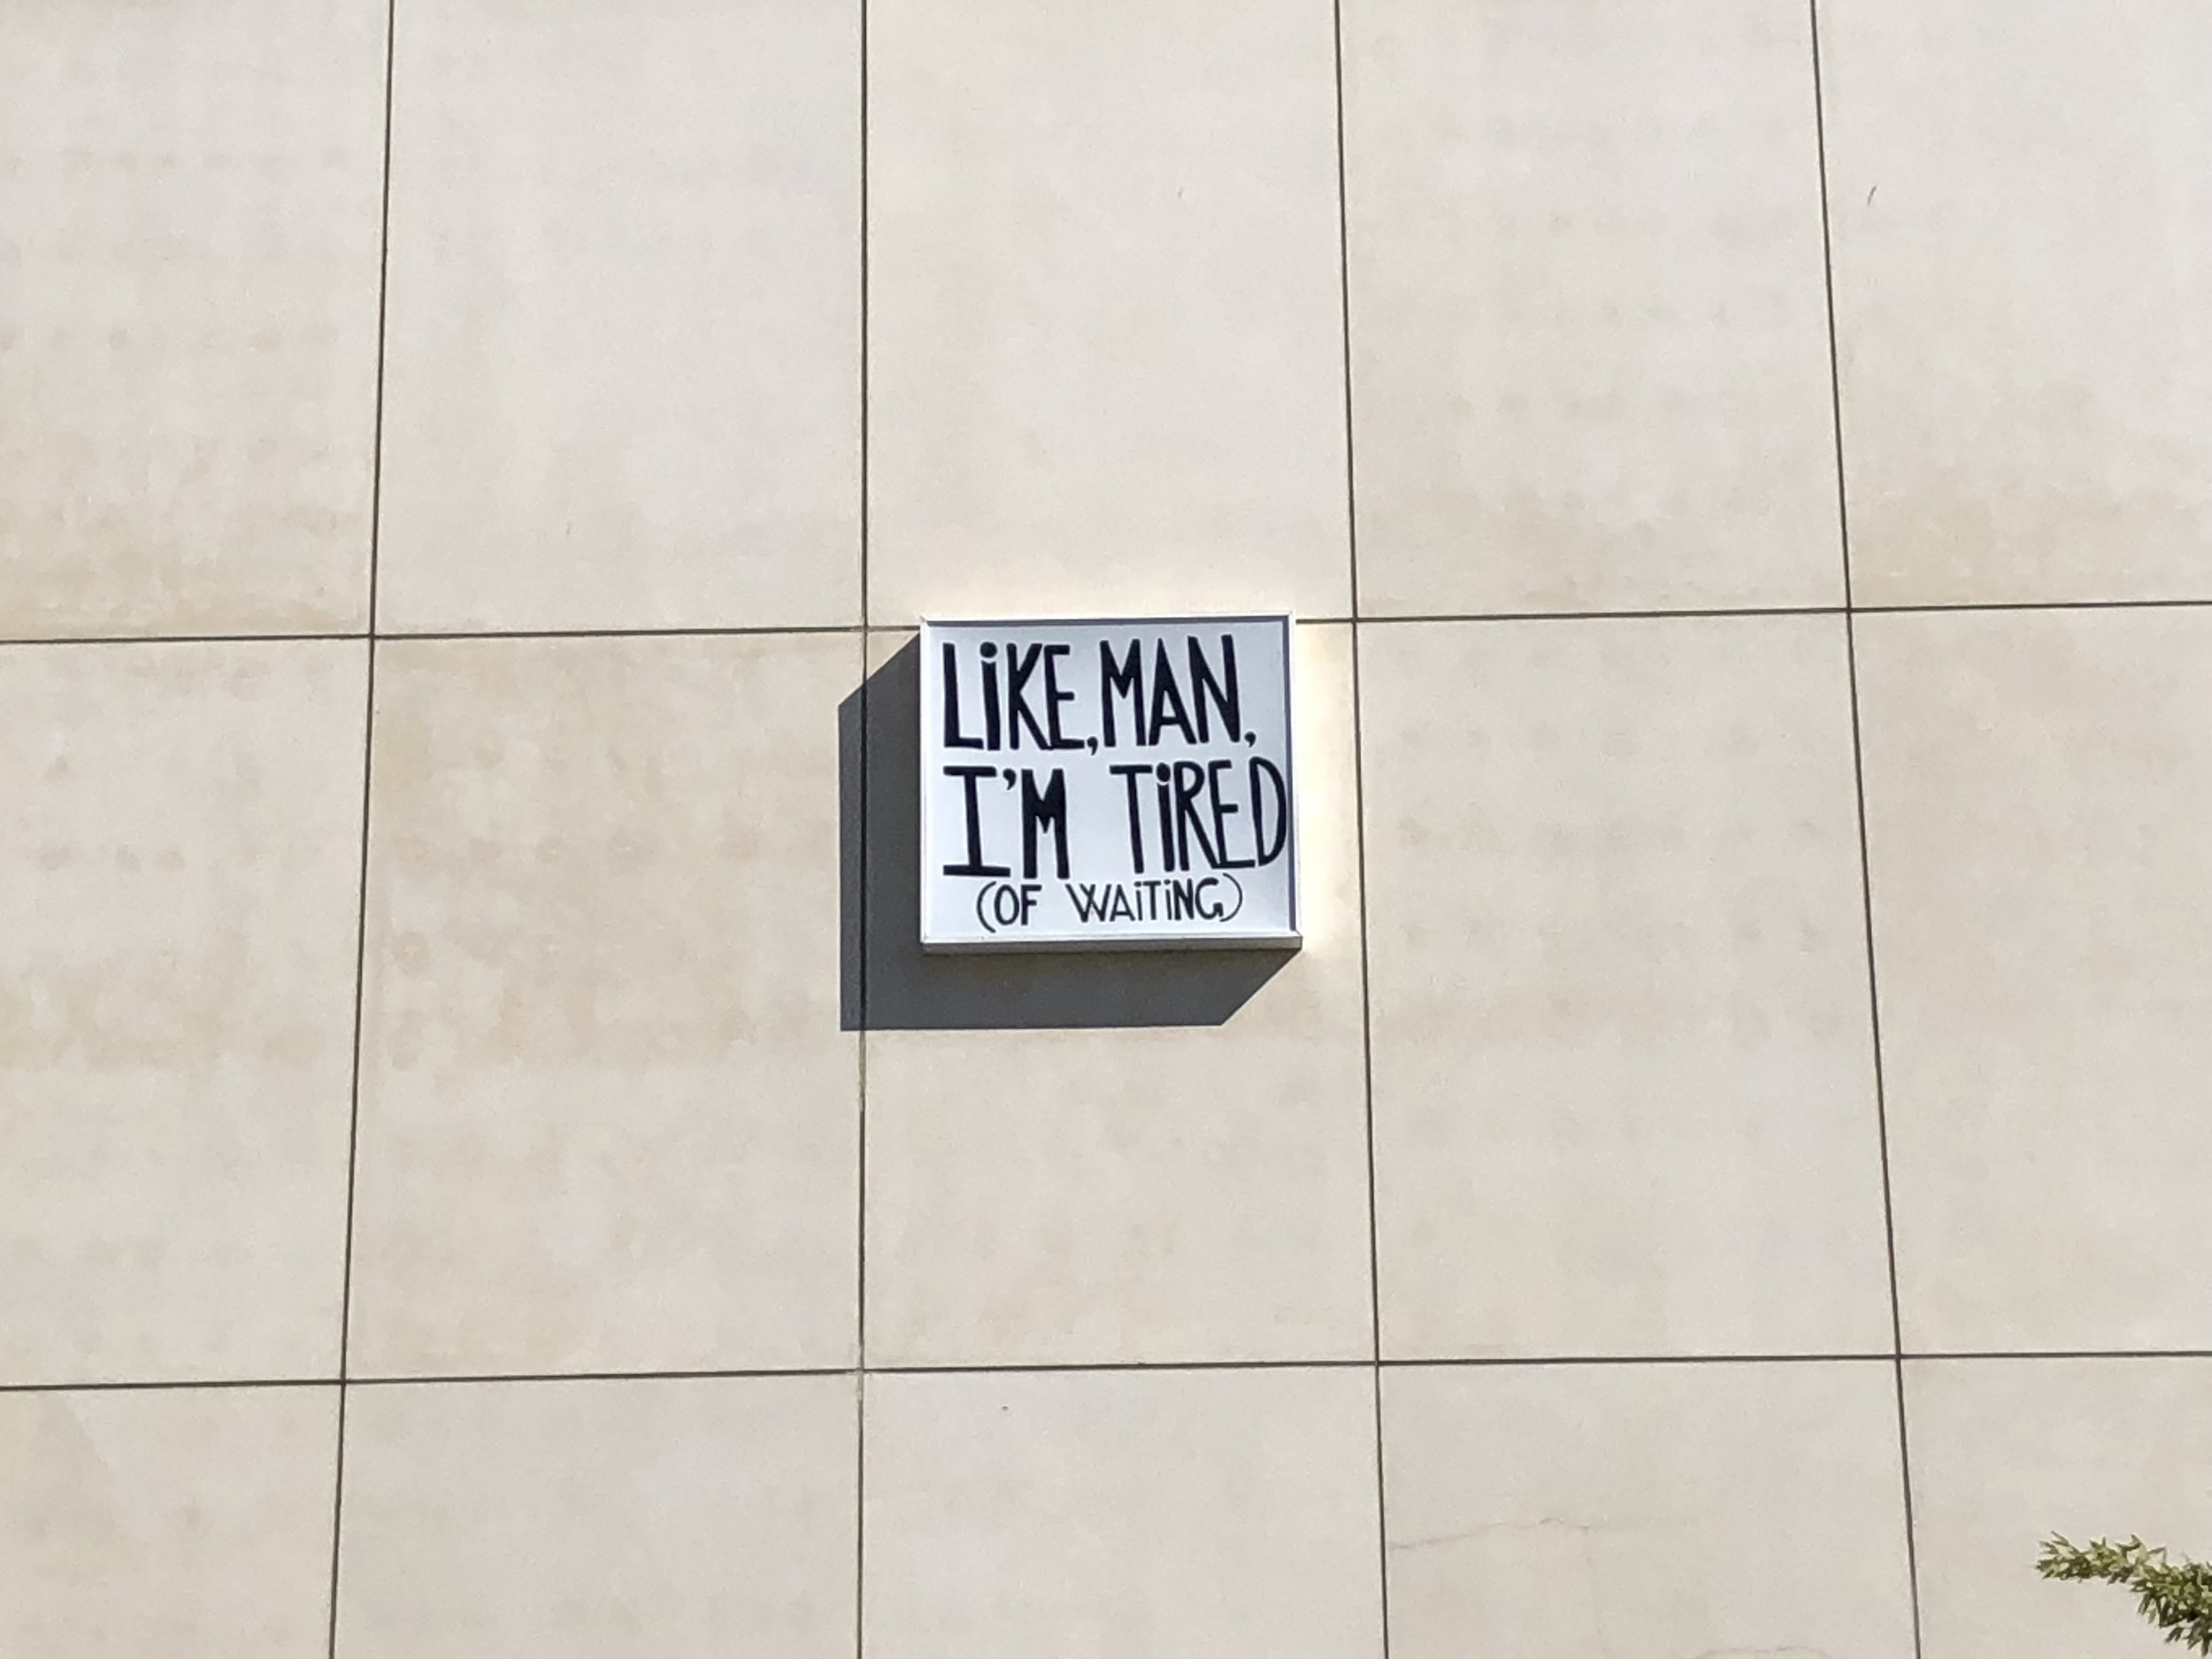 LiKE, MAN,
I'M TiRED
(OF WAiTiNG)